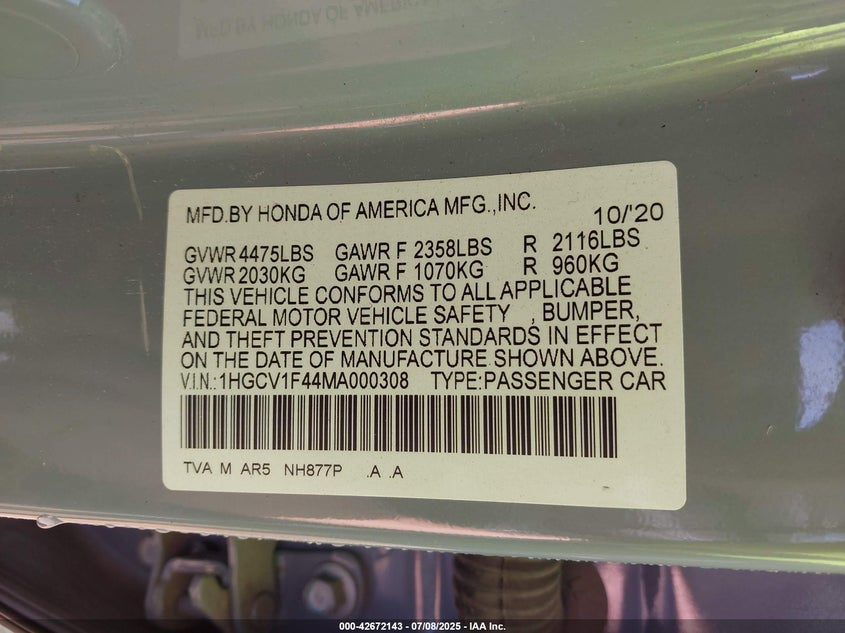 MFD.BY HONDA OF AMERICA MFG.,INC. 10/'20
GVWR 4475LBS GAWR F 2358LBS R 2116LBS
GVWR 2030KG GAWR F 1070KG R 960KG
THIS VEHICLE CONFORMS TO ALL APPLICABLE
FEDERAL MOTOR VEHICLE SAFETY , BUMPER,
AND THEFT PREVENTION STANDARDS IN EFFECT
ON THE DATE OF MANUFACTURE SHOWN ABOVE.
V.I.N.:1HGCV1F44MA000308 TYPE:PASSENGER CAR
TVA M AR5 NH877P .A .A
000-42672143 - 07/08/2025 - IAA Inc.